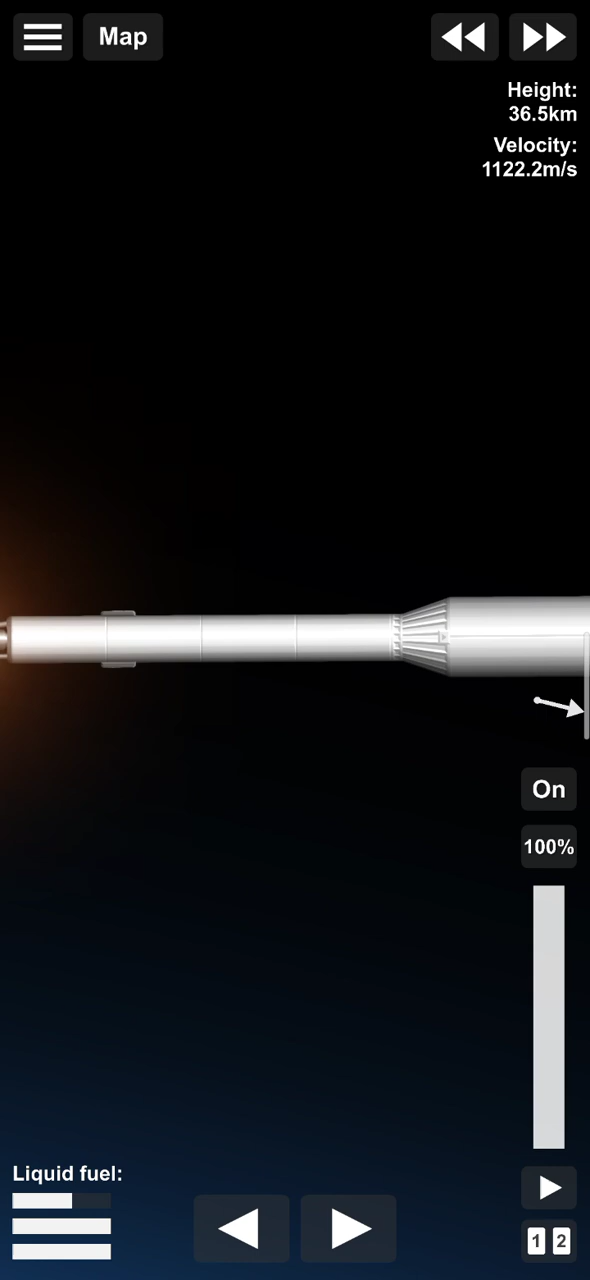 Map
Height:
36.5km
Velocity:
1122.2m/s
On
100%
Liquid fuel:
1 2